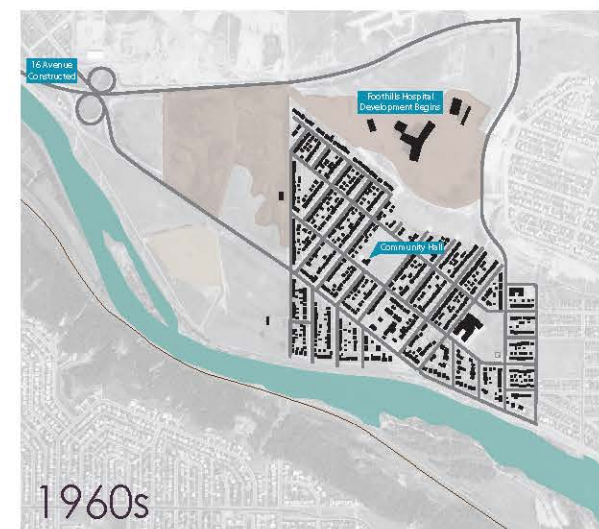 16 Avenue
Constructed
Foothills Hospital
Development Begins
Community Hall
1960s